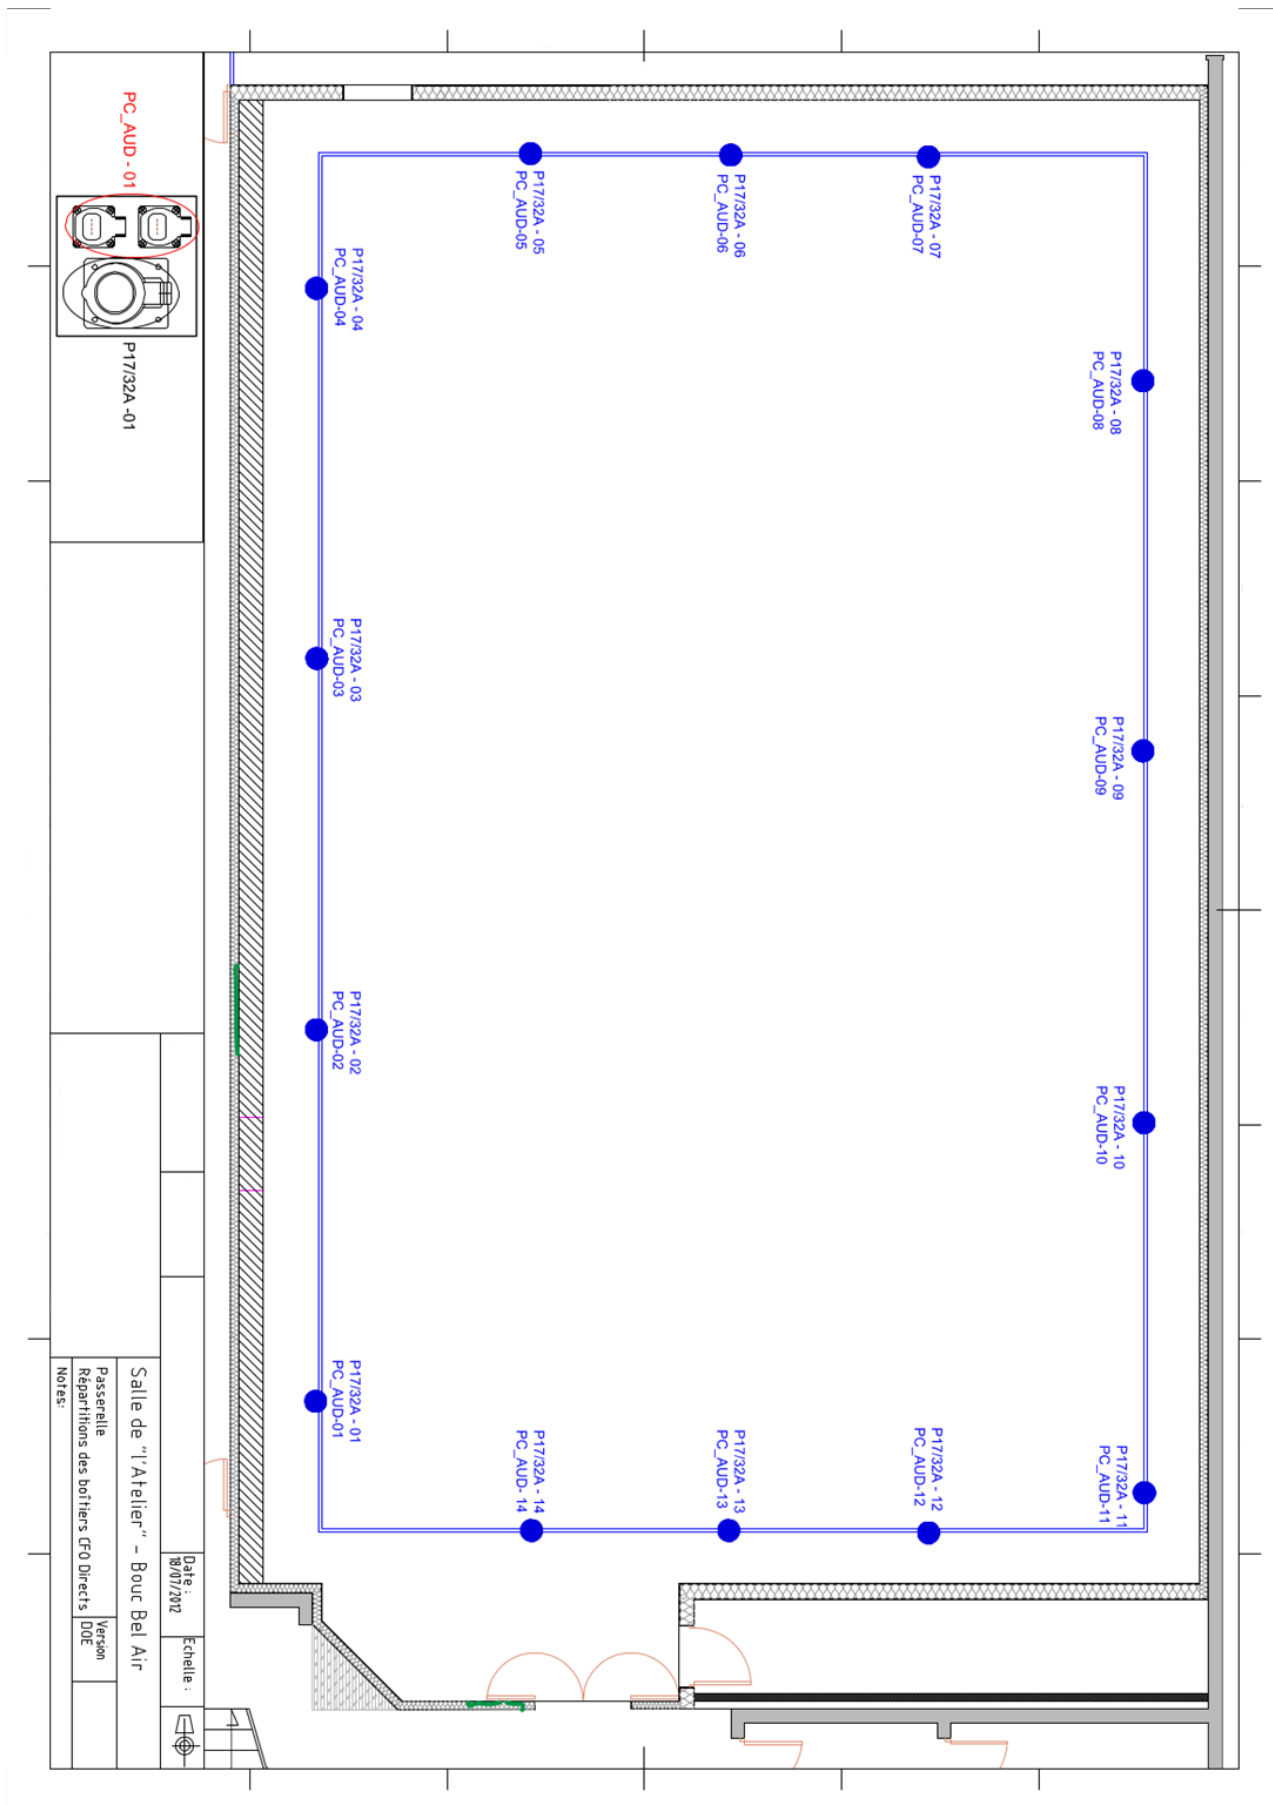 PC_AUD - 01
P17/32A -01
P17/32A - 01
PC_AUD-01
P17/32A - 02
PC_AUD-02
P17/32A - 03
PC_AUD-03
P17/32A - 04
PC_AUD-04
P17/32A - 05
PC_AUD-05
P17/32A - 06
PC_AUD-06
P17/32A - 07
PC_AUD-07
P17/32A - 08
PC_AUD-08
P17/32A - 09
PC_AUD-09
P17/32A - 10
PC_AUD-10
P17/32A - 11
PC_AUD-11
P17/32A - 12
PC_AUD-12
P17/32A - 13
PC_AUD-13
P17/32A - 14
PC_AUD- 14
Date :
18/07/2012
Echelle :
Salle de "l'Atelier" - Bouc Bel Air
Passerelle
Répartitions des boîtiers CFO Directs
Version
DOE
Notes: